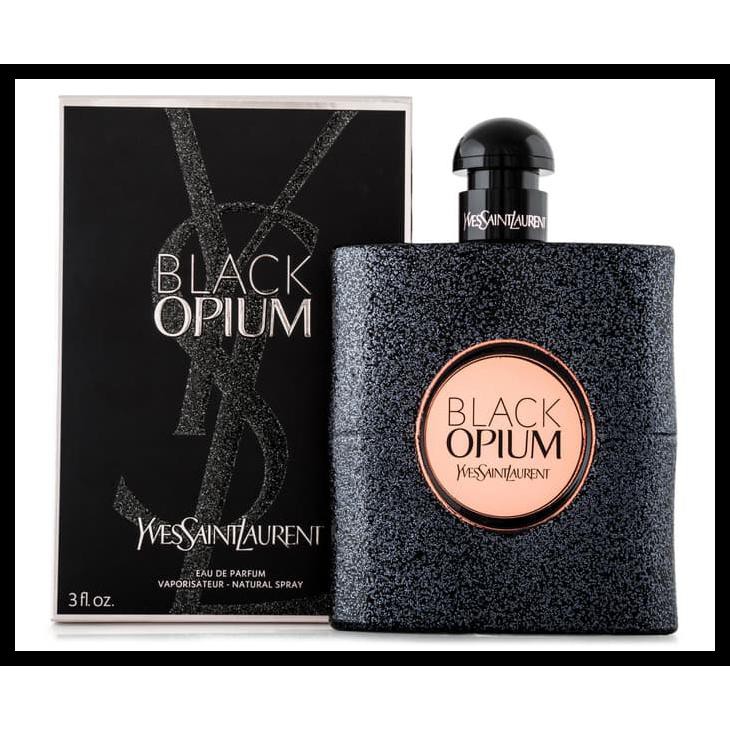 BLACK
OPIUM
YVESSAINTLAURENT
EAU DE PARFUM
VAPORISATEUR - NATURAL SPRAY
3 fl. oz.
YVESSAINTLAURENT
BLACK
OPIUM
YVESSAINTLAURENT